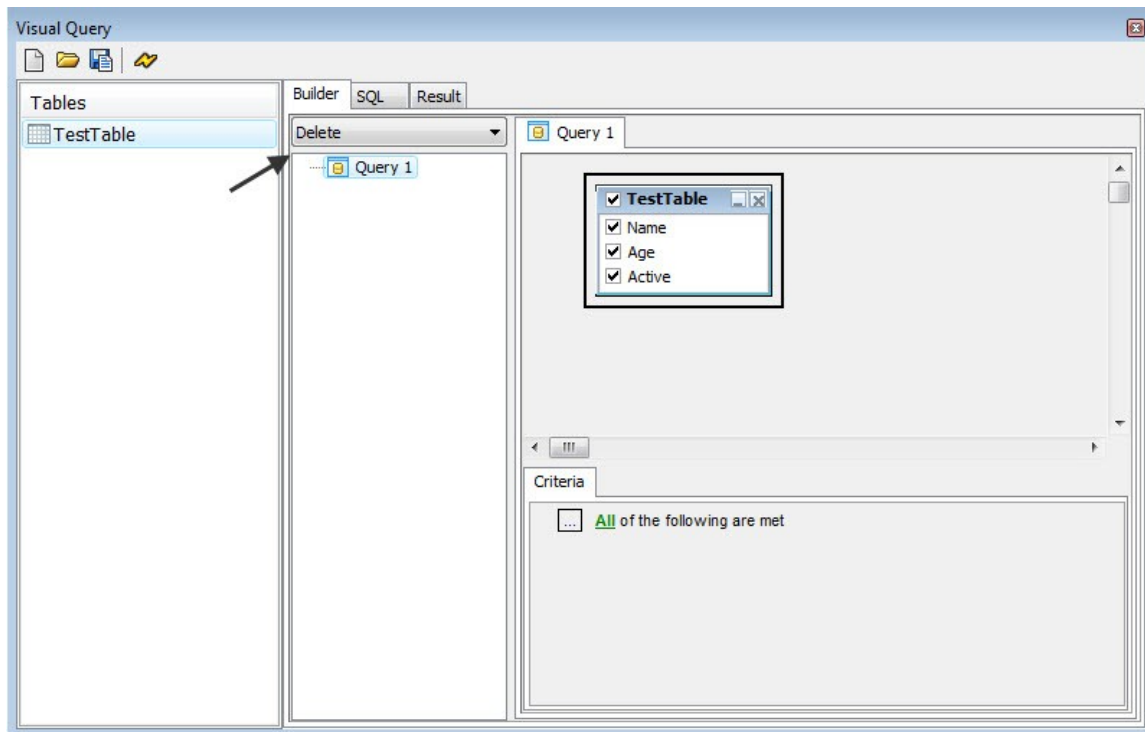 Visual Query
Tables
TestTable
Builder SQL Result
Delete
Query 1
Query 1
TestTable
Name
Age
Active
Criteria
... All of the following are met